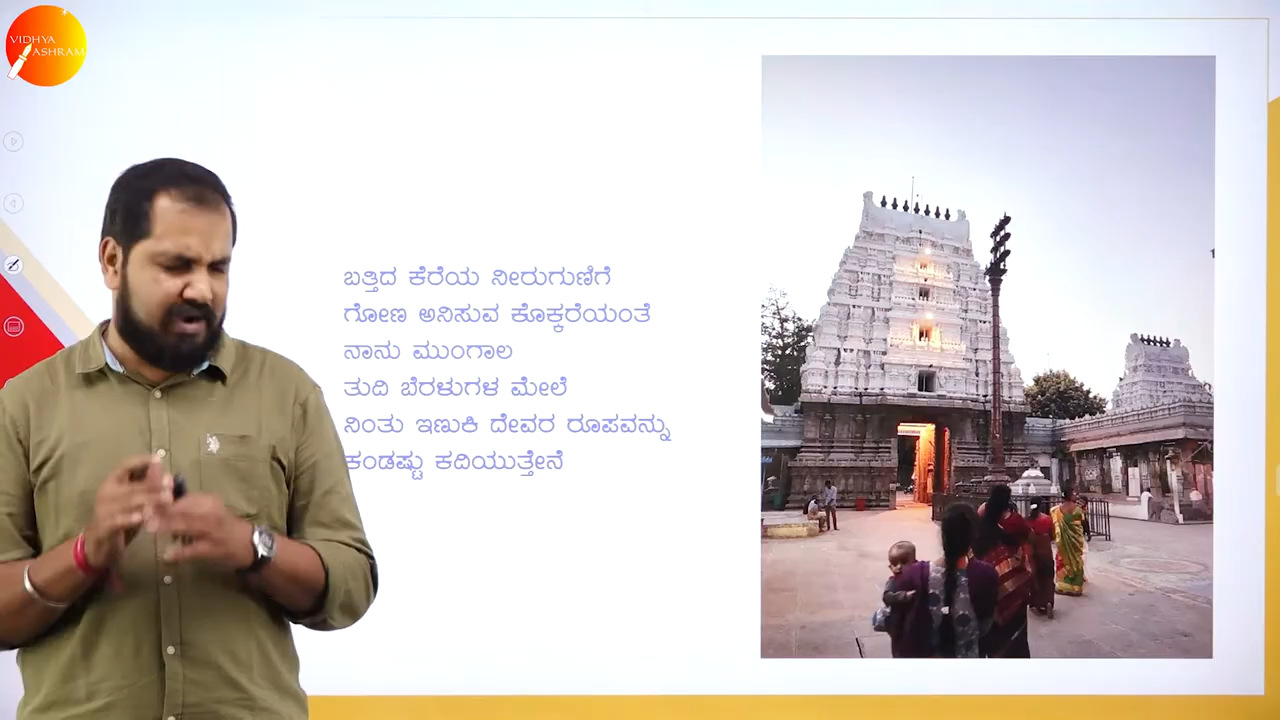 VIDHYA
ASHRAM
ಬತ್ತಿದ ಕೆರೆಯ ನೀರುಗುಣಿಗೆ
ಗೋಣ ಅನಿಸುವ ಕೊಕ್ಕರೆಯಂತೆ
ನಾನು ಮುಂಗಾಲ
ತುದಿ ಬೆರಳುಗಳ ಮೇಲೆ
ನಿಂತು ಇಣುಕಿ ದೇವರ ರೂಪವನ್ನು
ಕಂಡಷ್ಟು ಕದಿಯುತ್ತೇನೆ